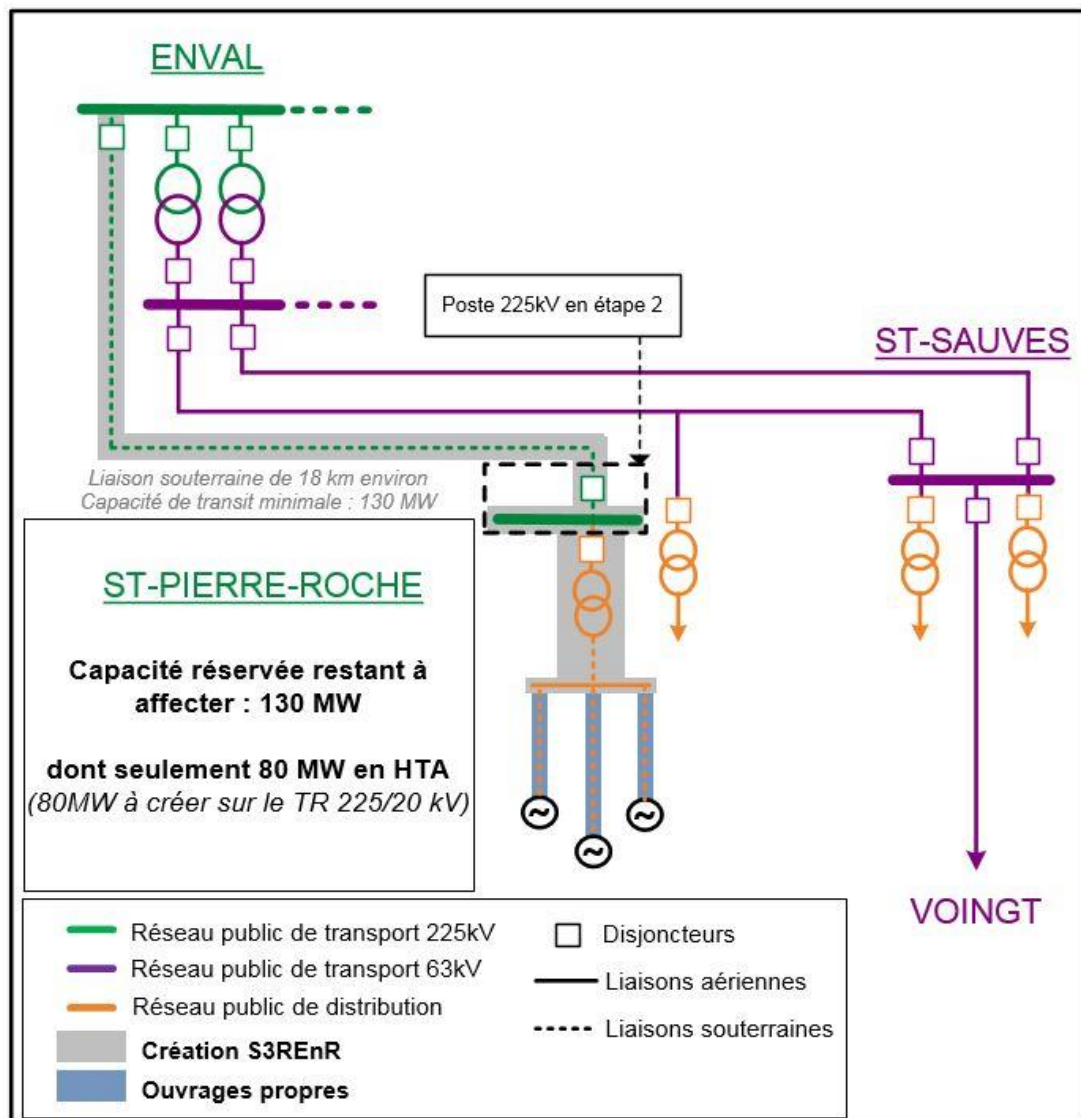 ENVAL
Poste 225kV en étape 2
ST-SAUVES
Liaison souterraine de 18 km environ
Capacité de transit minimale : 130 MW
ST-PIERRE-ROCHE
Capacité réservée restant à
affecter : 130 MW
dont seulement 80 MW en HTA
(80MW à créer sur le TR 225/20 kV)
VOINGT
Réseau public de transport 225kV
Réseau public de transport 63kV
Réseau public de distribution
Création S3REnR
Ouvrages propres
Disjoncteurs
Liaisons aériennes
Liaisons souterraines